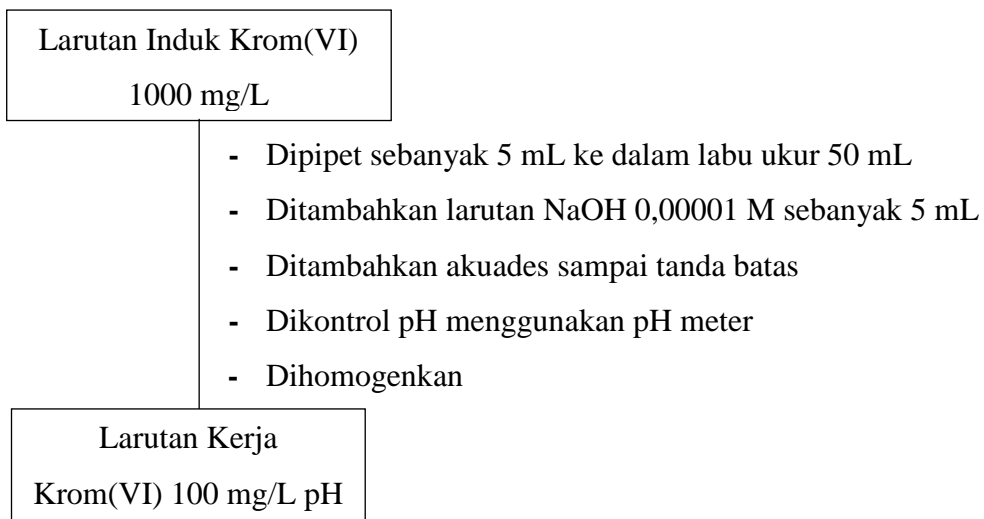 Larutan Induk Krom(VI)
1000 mg/L
- Dipipet sebanyak 5 mL ke dalam labu ukur 50 mL
- Ditambahkan larutan NaOH 0,00001 M sebanyak 5 mL
- Ditambahkan akuades sampai tanda batas
- Dikontrol pH menggunakan pH meter
- Dihomogenkan
Larutan Kerja
Krom(VI) 100 mg/L pH